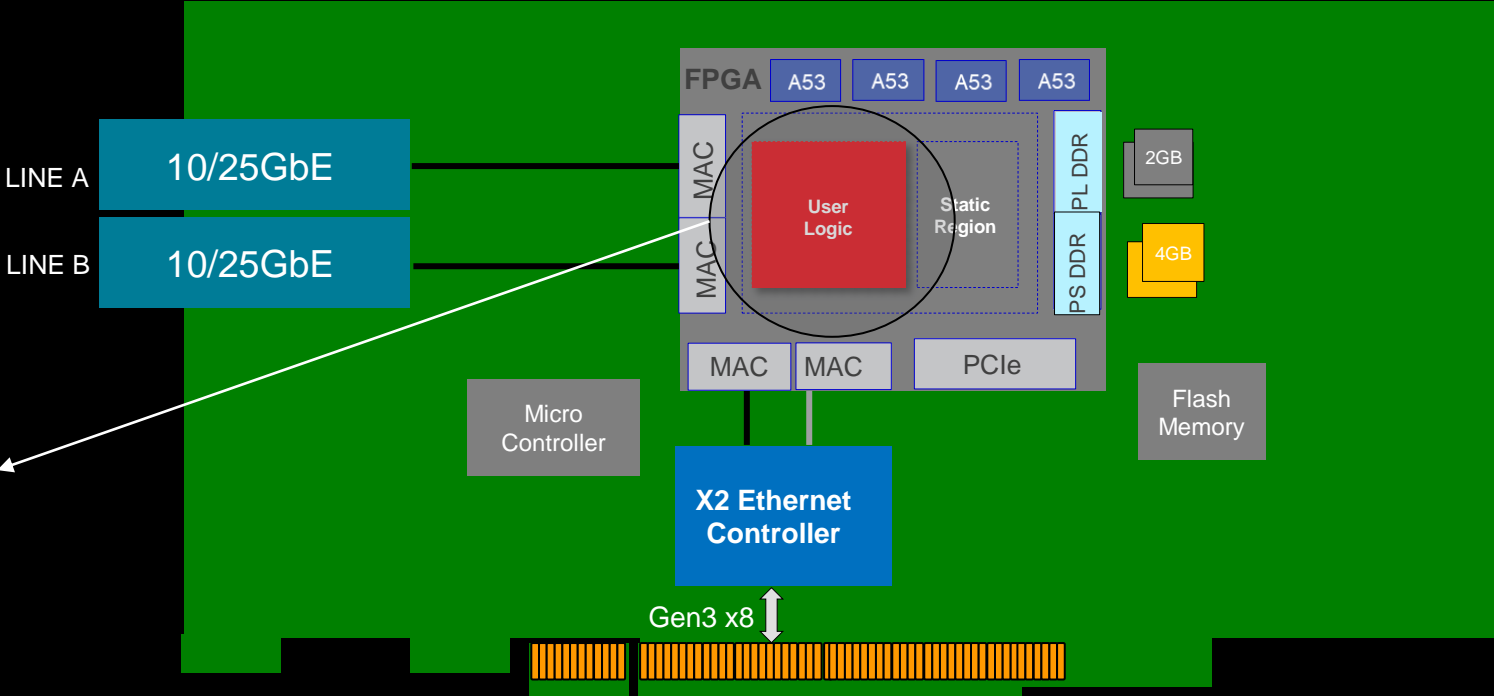 FPGA
A53
A53
A53
A53
LINE A
10/25GbE
MAC
PL DDR
2GB
User
Logic
Static
Region
LINE B
10/25GbE
MAC
PS DDR
4GB
MAC
MAC
PCIe
Micro
Controller
Flash
Memory
X2 Ethernet
Controller
Gen3 x8